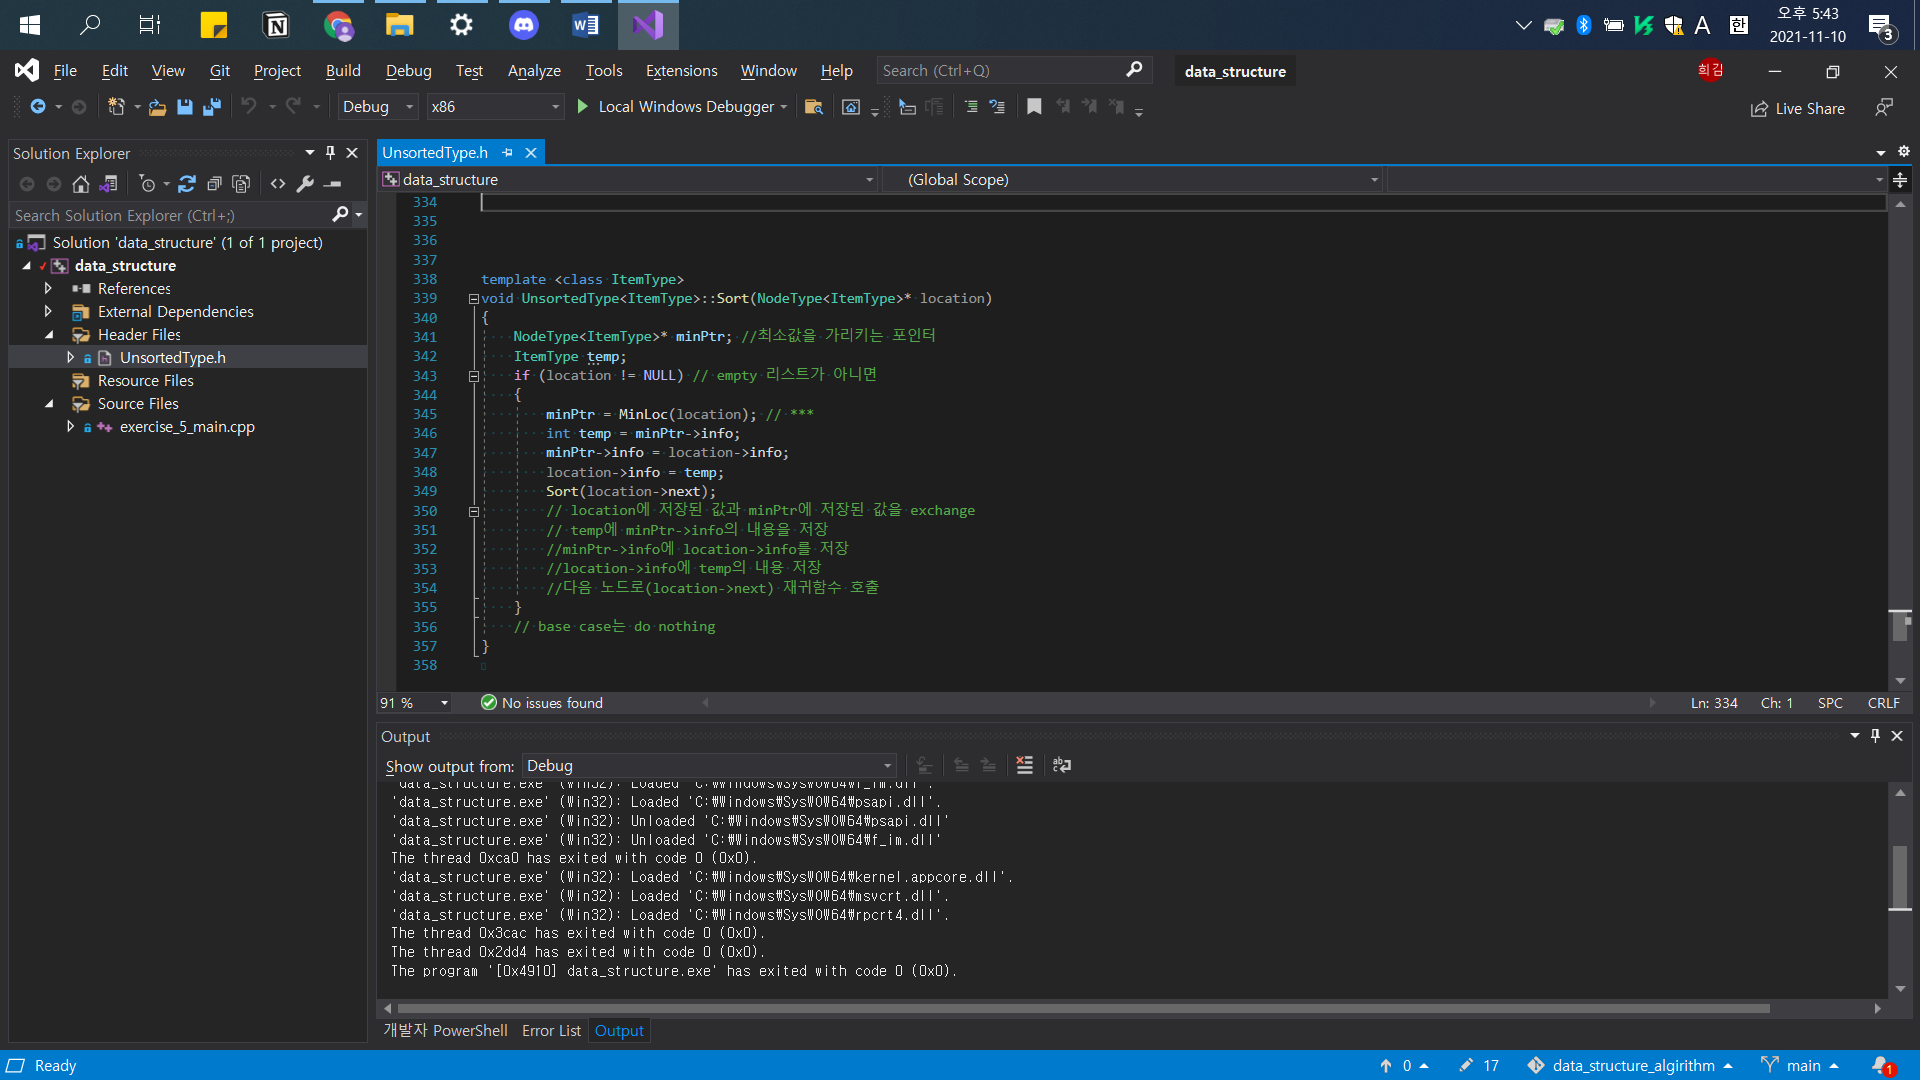 오후 5:43
2021-11-10
A
한
3
File Edit View Git Project Build Debug Test Analyze Tools Extensions Window Help
Search (Ctrl+Q)
data_structure
희김
Debug
x86
Local Windows Debugger
Live Share
Solution Explorer
Search Solution Explorer (Ctrl+;)
Solution 'data_structure' (1 of 1 project)
data_structure
References
External Dependencies
Header Files
UnsortedType.h
Resource Files
Source Files
exercise_5_main.cpp
UnsortedType.h
data_structure
(Global Scope)
334
335
336
337
338 template <class ItemType>
339 void UnsortedType<ItemType>::Sort(NodeType<ItemType>* location)
340 {
341 NodeType<ItemType>* minPtr; //최소값을 가리키는 포인터
342 ItemType temp;
343 if (location != NULL) // empty 리스트가 아니면
344 {
345 minPtr = MinLoc(location); // ***
346 int temp = minPtr->info;
347 minPtr->info = location->info;
348 location->info = temp;
349 Sort(location->next);
350 // location에 저장된 값과 minPtr에 저장된 값을 exchange
351 // temp에 minPtr->info의 내용을 저장
352 //minPtr->info에 location->info를 저장
353 //location->info에 temp의 내용 저장
354 //다음 노드로(location->next) 재귀함수 호출
355 }
356 // base case는 do nothing
357 }
358
91 %
No issues found
Ln: 334 Ch: 1 SPC CRLF
Output
Show output from: Debug
'data_structure.exe' (Win32): Loaded 'C:₩Windows₩SysWOW64₩f_im.dll'.
'data_structure.exe' (Win32): Loaded 'C:₩Windows₩SysWOW64₩psapi.dll'.
'data_structure.exe' (Win32): Unloaded 'C:₩Windows₩SysWOW64₩psapi.dll'
'data_structure.exe' (Win32): Unloaded 'C:₩Windows₩SysWOW64₩f_im.dll'
The thread 0xca0 has exited with code 0 (0x0).
'data_structure.exe' (Win32): Loaded 'C:₩Windows₩SysWOW64₩kernel.appcore.dll'.
'data_structure.exe' (Win32): Loaded 'C:₩Windows₩SysWOW64₩msvcrt.dll'.
'data_structure.exe' (Win32): Loaded 'C:₩Windows₩SysWOW64₩rpcrt4.dll'.
The thread 0x3cac has exited with code 0 (0x0).
The thread 0x2dd4 has exited with code 0 (0x0).
The program '[0x4910] data_structure.exe' has exited with code 0 (0x0).
개발자 PowerShell Error List Output
Ready
0
17
data_structure_algirithm
main
1